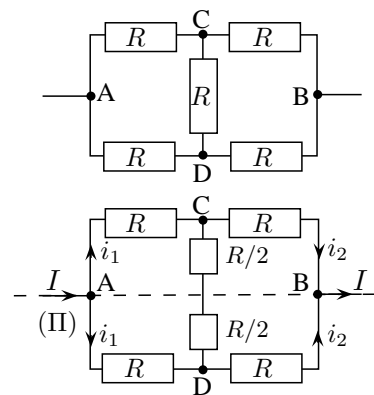 C
R R
A R B
R R
D
C
R R
i₁ R/2 i₂
I A B I
(Π) i₁ R/2 i₂
R R
D